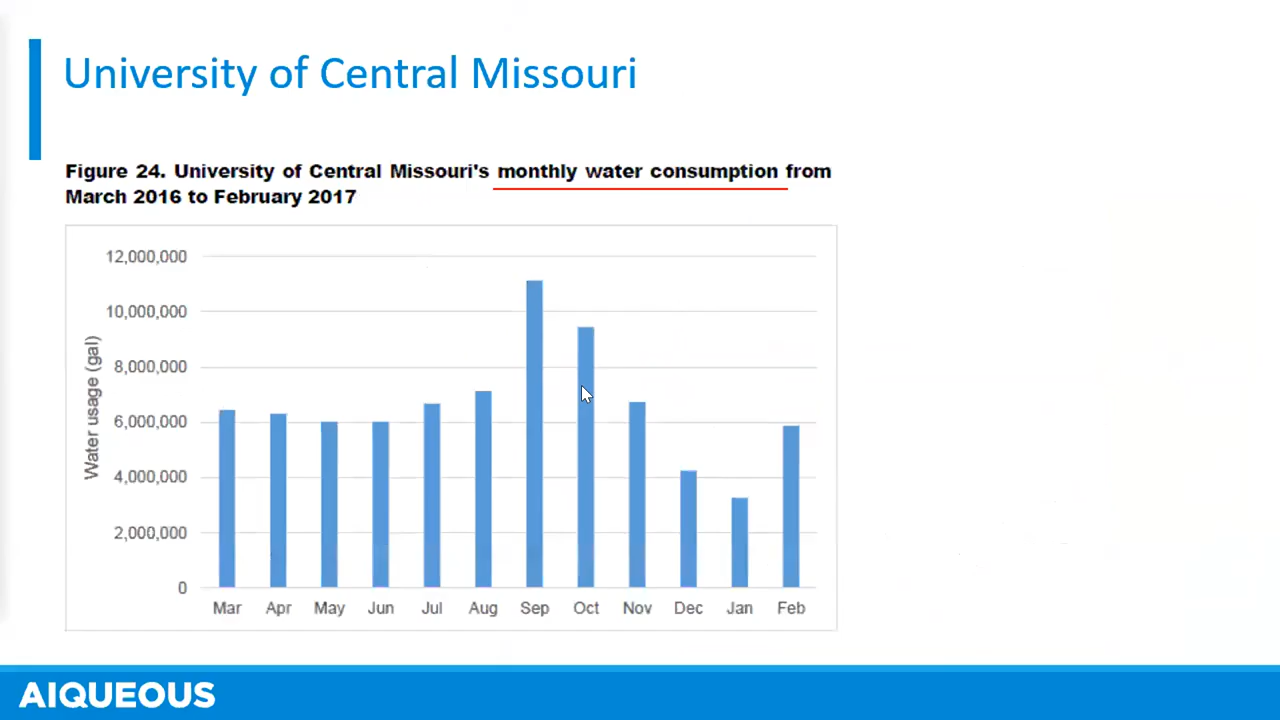 University of Central Missouri
Figure 24. University of Central Missouri's monthly water consumption from
March 2016 to February 2017
12,000,000
10,000,000
8,000,000
6,000,000
4,000,000
2,000,000
0
Water usage (gal)
Mar Apr May Jun Jul Aug Sep Oct Nov Dec Jan Feb
AIQUEOUS